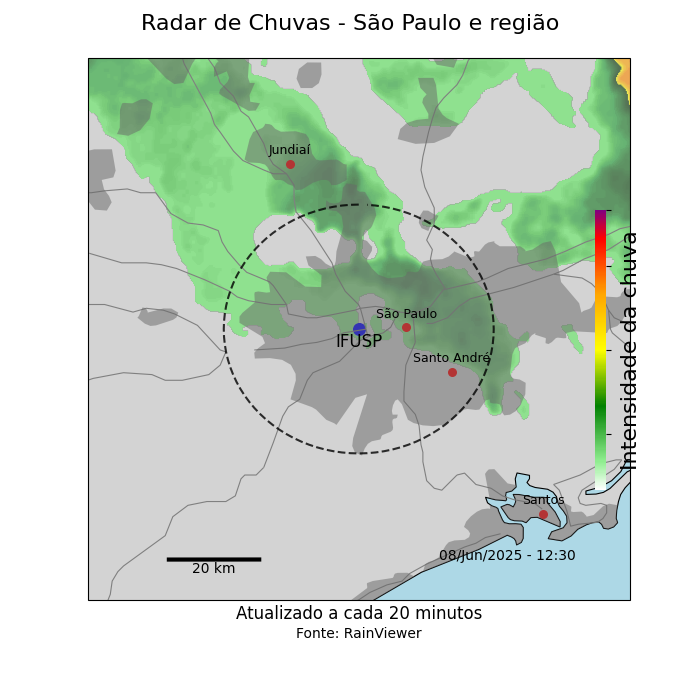 Radar de Chuvas - São Paulo e região
Jundiaí
São Paulo
IFUSP
Santo André
Intensidade da chuva
Santos
08/Jun/2025 - 12:30
20 km
Atualizado a cada 20 minutos
Fonte: RainViewer